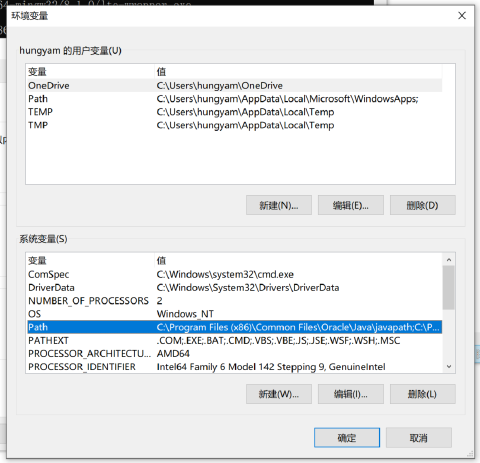 环境变量
hungyam 的用户变量(U)
变量 值
OneDrive C:\Users\hungyam\OneDrive
Path C:\Users\hungyam\AppData\Local\Microsoft\WindowsApps;
TEMP C:\Users\hungyam\AppData\Local\Temp
TMP C:\Users\hungyam\AppData\Local\Temp
新建(N)... 编辑(E)... 删除(D)
系统变量(S)
变量 值
ComSpec C:\Windows\system32\cmd.exe
DriverData C:\Windows\System32\Drivers\DriverData
NUMBER_OF_PROCESSORS 2
OS Windows_NT
Path C:\Program Files (x86)\Common Files\Oracle\Java\javapath;C:\P...
PATHEXT .COM;.EXE;.BAT;.CMD;.VBS;.VBE;.JS;.JSE;.WSF;.WSH;.MSC
PROCESSOR_ARCHITECTU... AMD64
PROCESSOR_IDENTIFIER Intel64 Family 6 Model 142 Stepping 9, GenuineIntel
新建(W)... 编辑(I)... 删除(L)
确定 取消